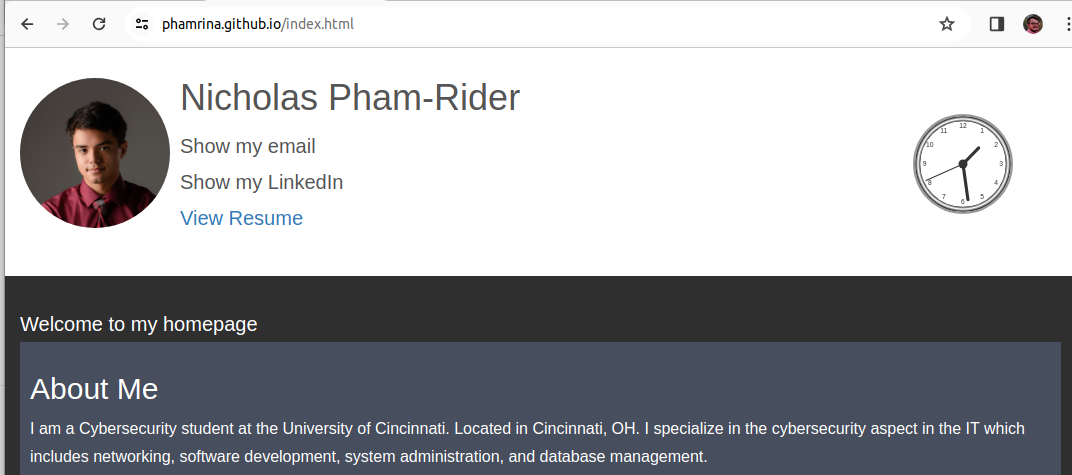 phamrina.github.io/index.html
Nicholas Pham-Rider
Show my email
Show my LinkedIn
View Resume
12
11
1
10
2
9
3
8
4
7
5
6
Welcome to my homepage
About Me
I am a Cybersecurity student at the University of Cincinnati. Located in Cincinnati, OH. I specialize in the cybersecurity aspect in the IT which
includes networking, software development, system administration, and database management.